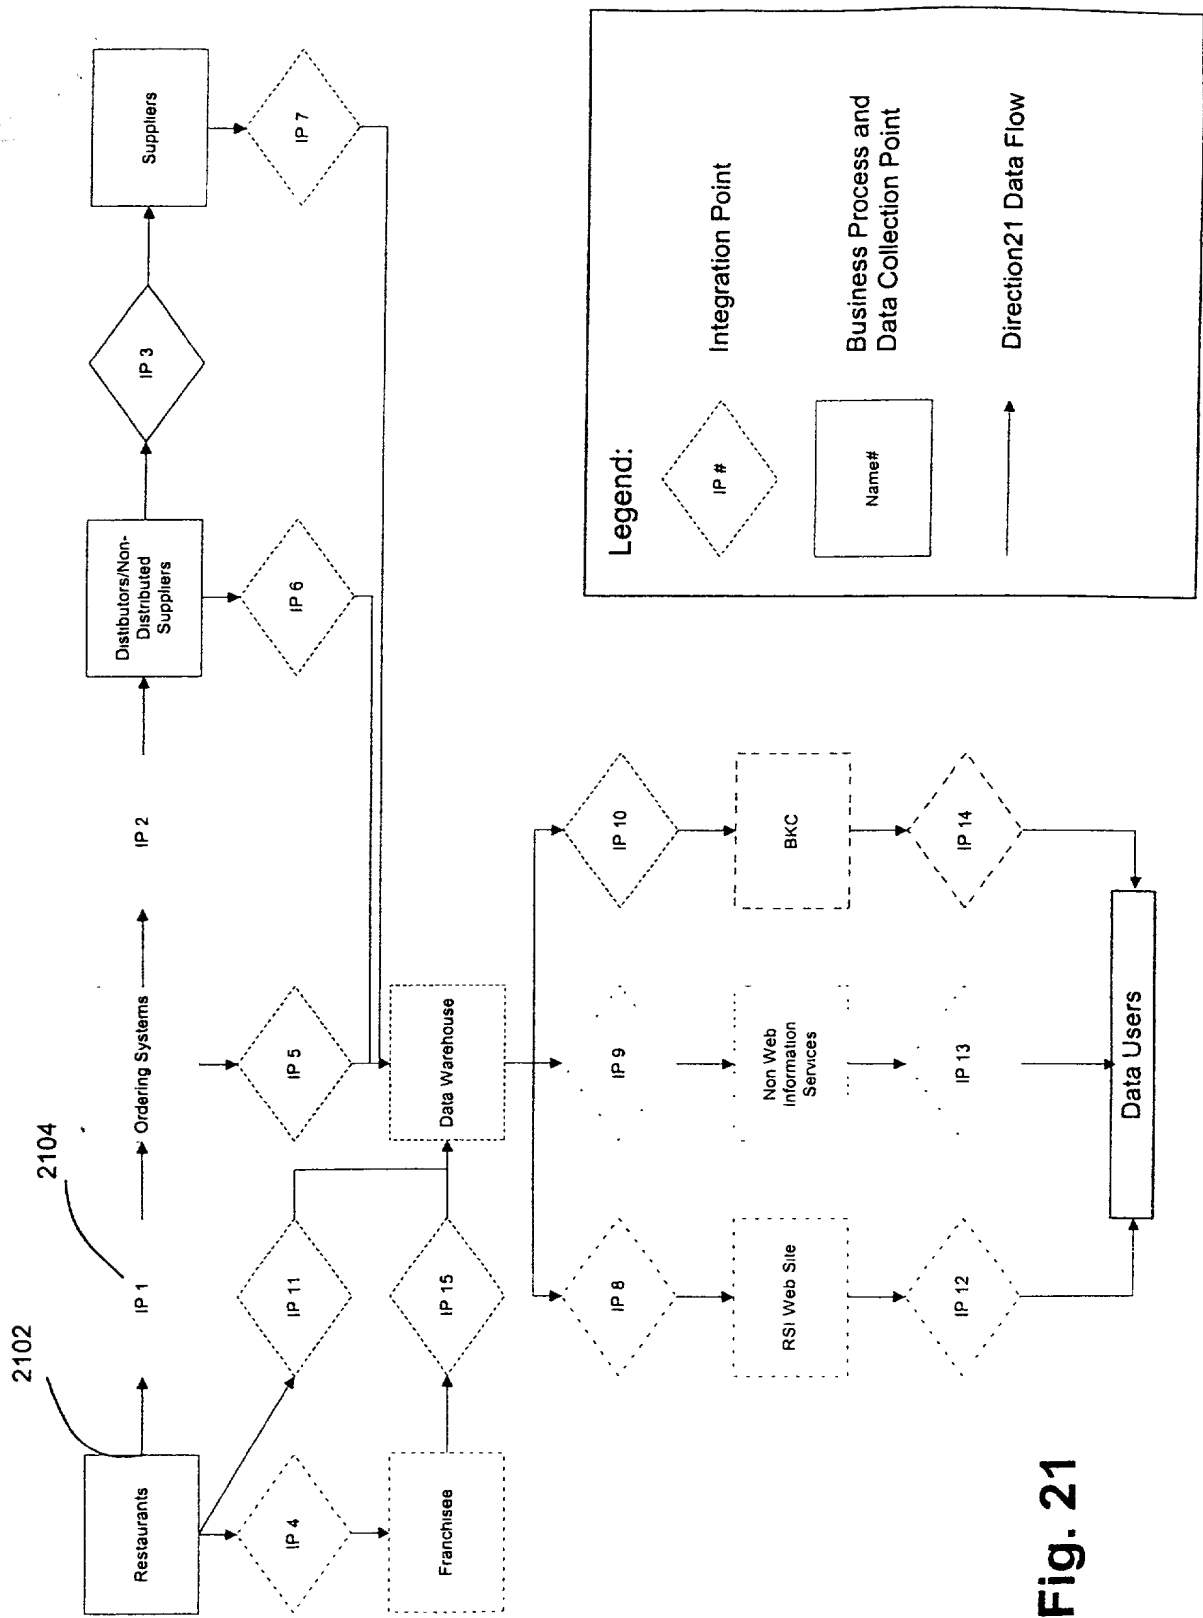 2102
2104
Restaurants
IP 1
Ordering Systems
IP 2
Distibutors/Non-
Distributed
Suppliers
IP 3
Suppliers
IP 4
IP 11
IP 5
IP 6
IP 7
Franchisee
IP 15
Data Warehouse
IP 8
IP 9
IP 10
RSI Web Site
Non Web
Information
Services
BKC
IP 12
IP 13
IP 14
Data Users
Legend:
IP #
Integration Point
Name#
Business Process and
Data Collection Point
Direction21 Data Flow
Fig. 21